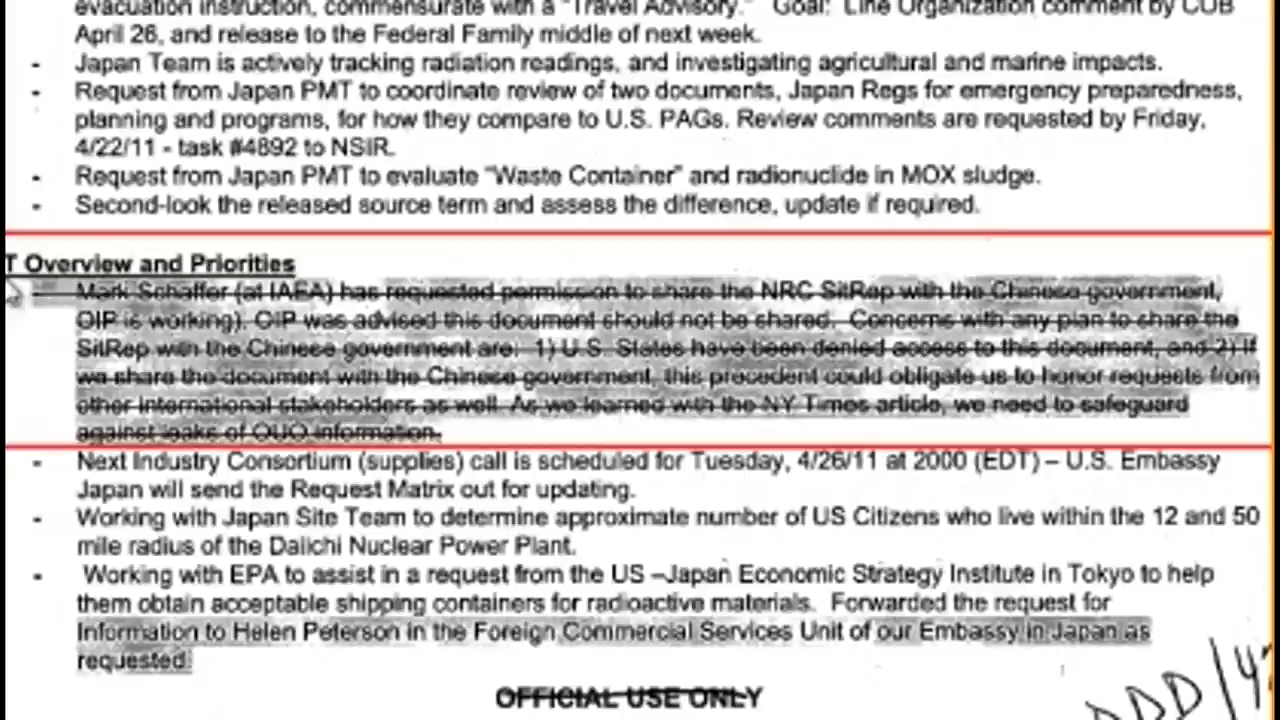 evacuation instruction, commensurate with a "Travel Advisory."  Goal:  Line Organization comment by COB
April 26, and release to the Federal Family middle of next week.
- Japan Team is actively tracking radiation readings, and investigating agricultural and marine impacts.
- Request from Japan PMT to coordinate review of two documents, Japan Regs for emergency preparedness,
planning and programs, for how they compare to U.S. PAGs. Review comments are requested by Friday,
4/22/11 - task #4892 to NSIR.
- Request from Japan PMT to evaluate "Waste Container" and radionuclide in MOX sludge.
- Second-look the released source term and assess the difference, update if required.
T Overview and Priorities
Mark Schaffer (at IAEA) has requested permission to share the NRC SitRep with the Chinese government,
OIP is working). OIP was advised this document should not be shared.  Concerns with any plan to share the
SitRep with the Chinese government are:  1) U.S. States have been denied access to this document, and 2) If
we share the document with the Chinese government, this precedent could obligate us to honor requests from
other international stakeholders as well. As we learned with the NY Times article, we need to safeguard
against leaks of OUO information.
- Next Industry Consortium (supplies) call is scheduled for Tuesday, 4/26/11 at 2000 (EDT) – U.S. Embassy
Japan will send the Request Matrix out for updating.
- Working with Japan Site Team to determine approximate number of US Citizens who live within the 12 and 50
mile radius of the Daiichi Nuclear Power Plant.
- Working with EPA to assist in a request from the US –Japan Economic Strategy Institute in Tokyo to help
them obtain acceptable shipping containers for radioactive materials.  Forwarded the request for
Information to Helen Peterson in the Foreign Commercial Services Unit of our Embassy in Japan as
requested.
OFFICIAL USE ONLY